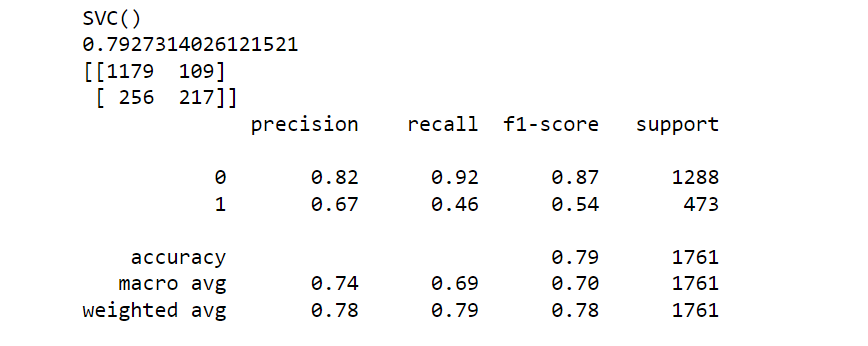 SVC()
0.7927314026121521
[[1179  109]
 [ 256  217]]
              precision    recall  f1-score   support

           0       0.82      0.92      0.87      1288
           1       0.67      0.46      0.54       473

    accuracy                           0.79      1761
   macro avg       0.74      0.69      0.70      1761
weighted avg       0.78      0.79      0.78      1761